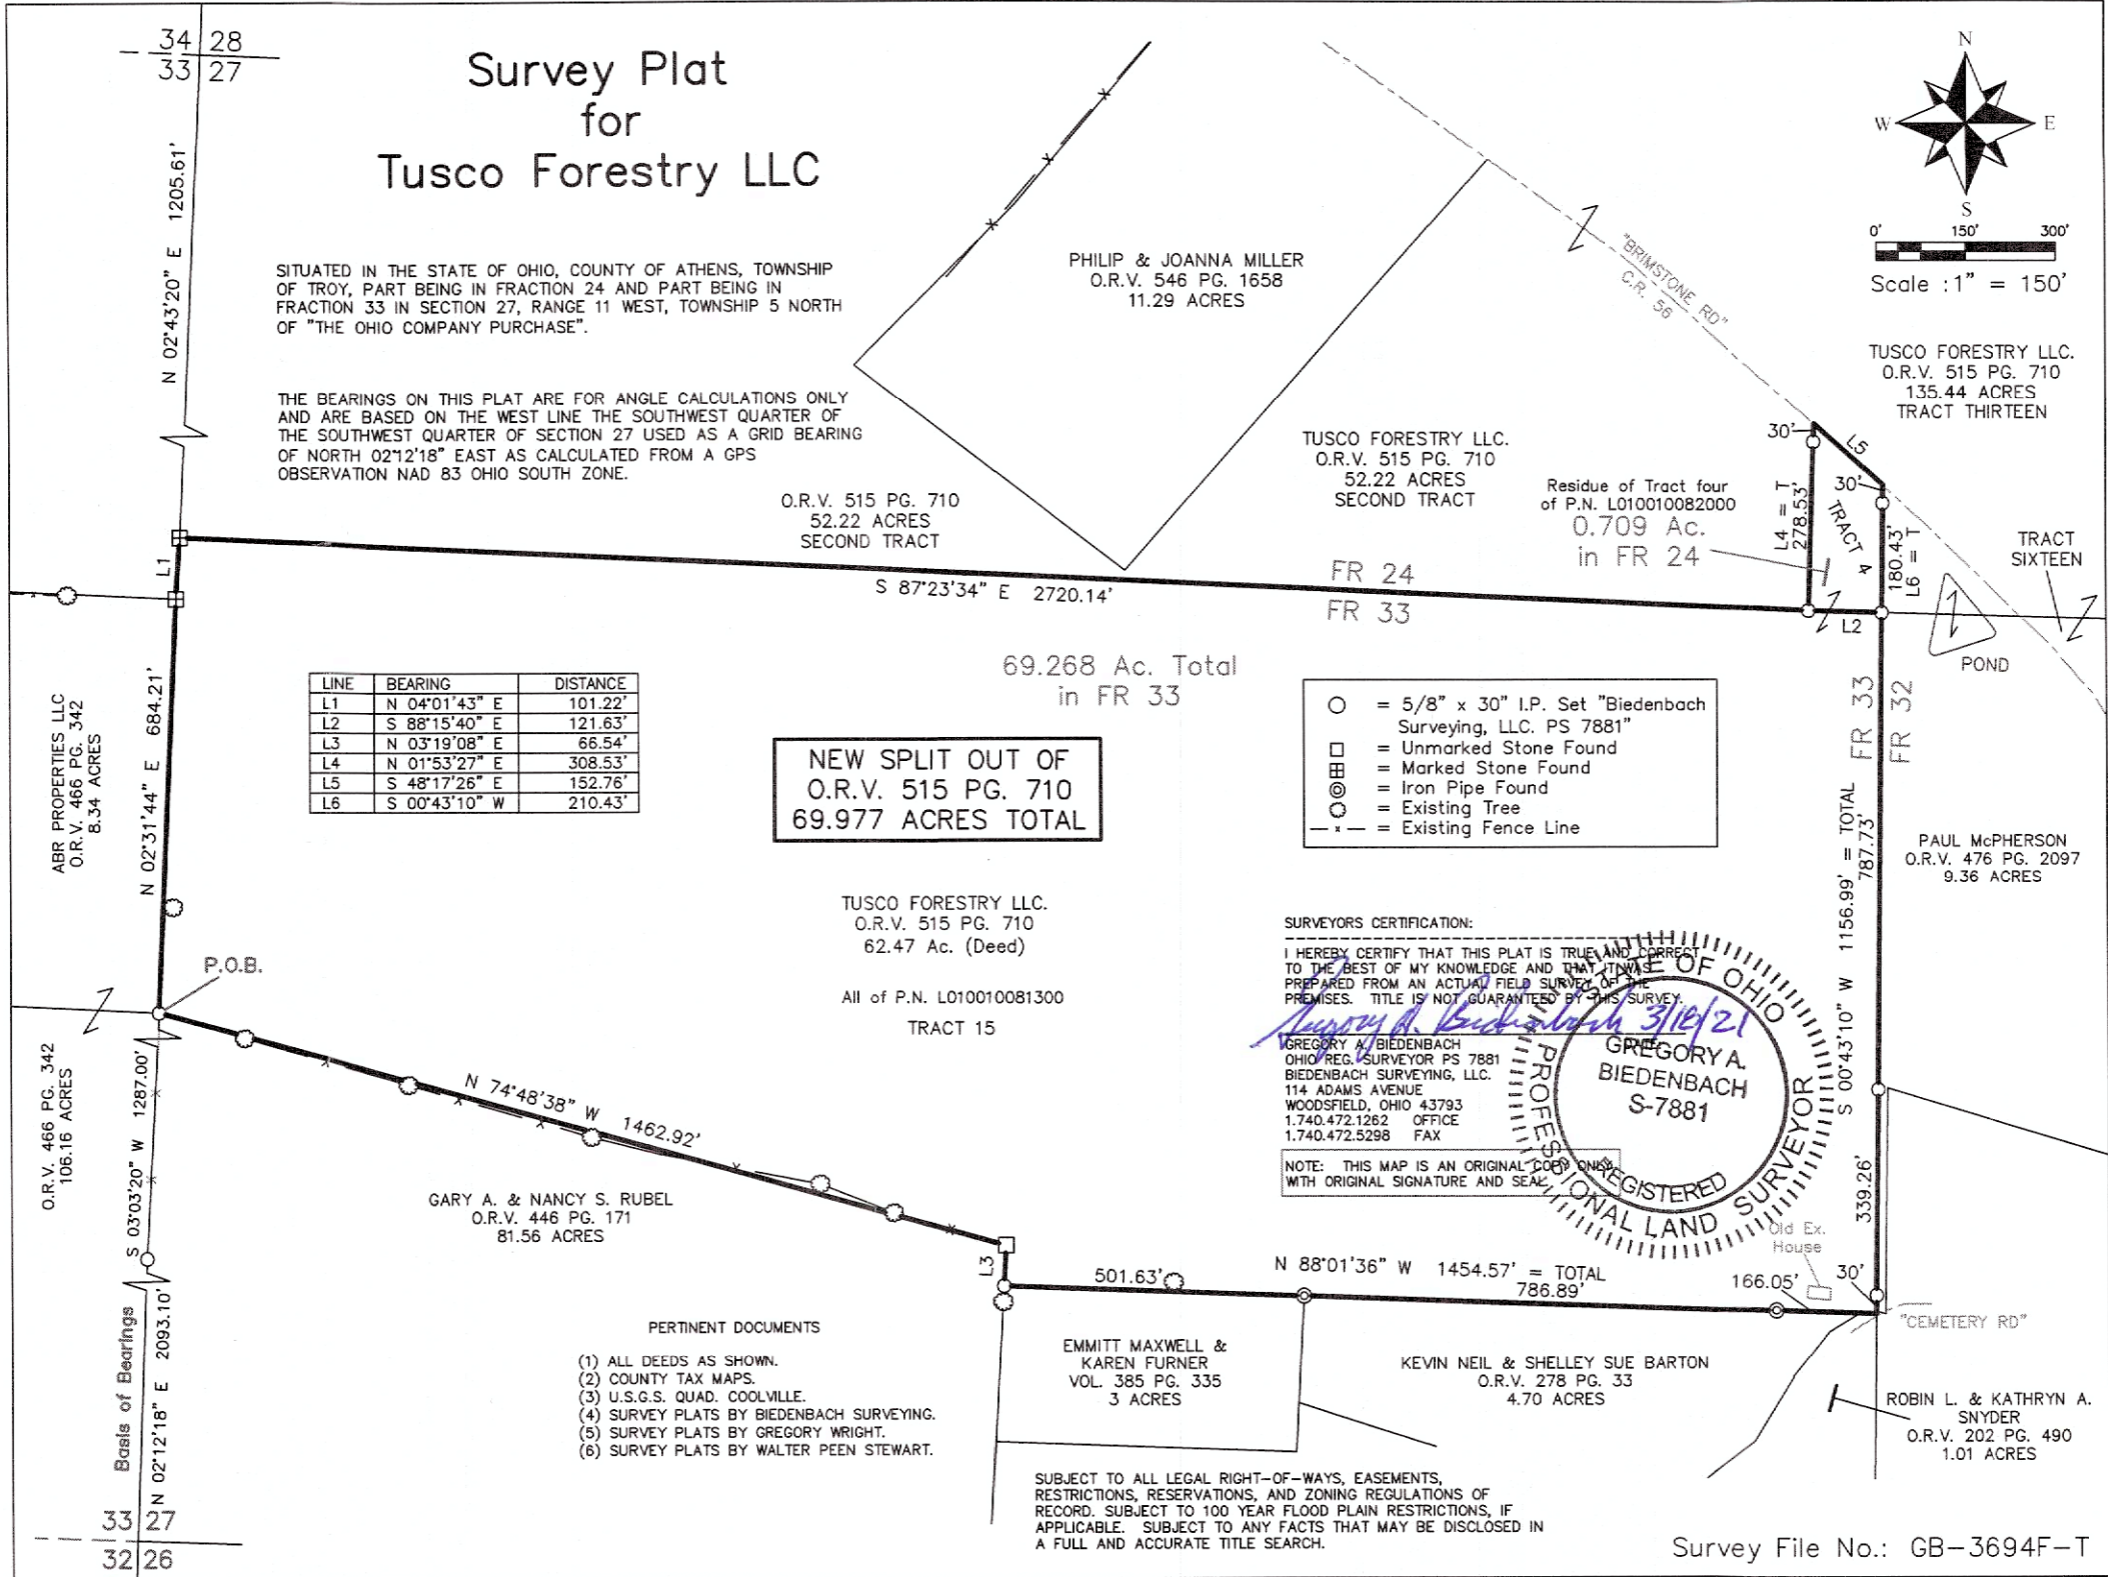 34 28
33 27
Survey Plat
for
Tusco Forestry LLC
N 02°43'20" E 1205.61'
SITUATED IN THE STATE OF OHIO, COUNTY OF ATHENS, TOWNSHIP
OF TROY, PART BEING IN FRACTION 24 AND PART BEING IN
FRACTION 33 IN SECTION 27, RANGE 11 WEST, TOWNSHIP 5 NORTH
OF "THE OHIO COMPANY PURCHASE".
THE BEARINGS ON THIS PLAT ARE FOR ANGLE CALCULATIONS ONLY
AND ARE BASED ON THE WEST LINE THE SOUTHWEST QUARTER OF
THE SOUTHWEST QUARTER OF SECTION 27 USED AS A GRID BEARING
OF NORTH 02°12'18" EAST AS CALCULATED FROM A GPS
OBSERVATION NAD 83 OHIO SOUTH ZONE.
O.R.V. 515 PG. 710
52.22 ACRES
SECOND TRACT
PHILIP & JOANNA MILLER
O.R.V. 546 PG. 1658
11.29 ACRES
"BRIMSTONE RD"
C.R. 56
N
W E
S
0' 150' 300'
Scale :1" = 150'
TUSCO FORESTRY LLC.
O.R.V. 515 PG. 710
135.44 ACRES
TRACT THIRTEEN
TUSCO FORESTRY LLC.
O.R.V. 515 PG. 710
52.22 ACRES
SECOND TRACT
Residue of Tract four
of P.N. L010010082000
0.709 Ac.
in FR 24
30'
L5
30'
L4 = T
278.53'
TRACT 4
180.43'
L6 = T
TRACT
SIXTEEN
L2
POND
L1
S 87°23'34" E 2720.14'
FR 24
FR 33
69.268 Ac. Total
in FR 33
FR 33
FR 32
LINE BEARING DISTANCE
L1 N 04°01'43" E 101.22'
L2 S 88°15'40" E 121.63'
L3 N 03°19'08" E 66.54'
L4 N 01°53'27" E 308.53'
L5 S 48°17'26" E 152.76'
L6 S 00°43'10" W 210.43'
NEW SPLIT OUT OF
O.R.V. 515 PG. 710
69.977 ACRES TOTAL
= 5/8" x 30" I.P. Set "Biedenbach
Surveying, LLC. PS 7881"
= Unmarked Stone Found
= Marked Stone Found
= Iron Pipe Found
= Existing Tree
= Existing Fence Line
ABR PROPERTIES LLC
O.R.V. 466 PG. 342
8.34 ACRES
N 02°31'44" E 684.21'
PAUL McPHERSON
O.R.V. 476 PG. 2097
9.36 ACRES
S 00°43'10" W 1156.99' = TOTAL
787.73'
TUSCO FORESTRY LLC.
O.R.V. 515 PG. 710
62.47 Ac. (Deed)
All of P.N. L010010081300
TRACT 15
P.O.B.
SURVEYORS CERTIFICATION:
I HEREBY CERTIFY THAT THIS PLAT IS TRUE AND CORRECT
TO THE BEST OF MY KNOWLEDGE AND THAT IT WAS
PREPARED FROM AN ACTUAL FIELD SURVEY OF THE
PREMISES. TITLE IS NOT GUARANTEED BY THIS SURVEY.
Gregory A. Biedenbach
GREGORY A. BIEDENBACH
OHIO REG. SURVEYOR PS 7881
BIEDENBACH SURVEYING, LLC.
114 ADAMS AVENUE
WOODSFIELD, OHIO 43793
1.740.472.1262 OFFICE
1.740.472.5298 FAX
NOTE: THIS MAP IS AN ORIGINAL COPY ONLY
WITH ORIGINAL SIGNATURE AND SEAL
STATE OF OHIO
GREGORY A.
BIEDENBACH
S-7881
REGISTERED
PROFESSIONAL LAND SURVEYOR
O.R.V. 466 PG. 342
106.16 ACRES
S 03°03'20" W 1287.00'
N 74°48'38" W 1462.92'
GARY A. & NANCY S. RUBEL
O.R.V. 446 PG. 171
81.56 ACRES
339.26'
Old Ex.
House
L3
501.63'
N 88°01'36" W 1454.57' = TOTAL
786.89'
166.05'
30'
"CEMETERY RD"
Basis of Bearings
N 02°12'18" E 2093.10'
PERTINENT DOCUMENTS
(1) ALL DEEDS AS SHOWN.
(2) COUNTY TAX MAPS.
(3) U.S.G.S. QUAD. COOLVILLE.
(4) SURVEY PLATS BY BIEDENBACH SURVEYING.
(5) SURVEY PLATS BY GREGORY WRIGHT.
(6) SURVEY PLATS BY WALTER PEEN STEWART.
EMMITT MAXWELL &
KAREN FURNER
VOL. 385 PG. 335
3 ACRES
KEVIN NEIL & SHELLEY SUE BARTON
O.R.V. 278 PG. 33
4.70 ACRES
ROBIN L. & KATHRYN A.
SNYDER
O.R.V. 202 PG. 490
1.01 ACRES
SUBJECT TO ALL LEGAL RIGHT-OF-WAYS, EASEMENTS,
RESTRICTIONS, RESERVATIONS, AND ZONING REGULATIONS OF
RECORD. SUBJECT TO 100 YEAR FLOOD PLAIN RESTRICTIONS, IF
APPLICABLE. SUBJECT TO ANY FACTS THAT MAY BE DISCLOSED IN
A FULL AND ACCURATE TITLE SEARCH.
33 27
32 26
Survey File No.: GB-3694F-T